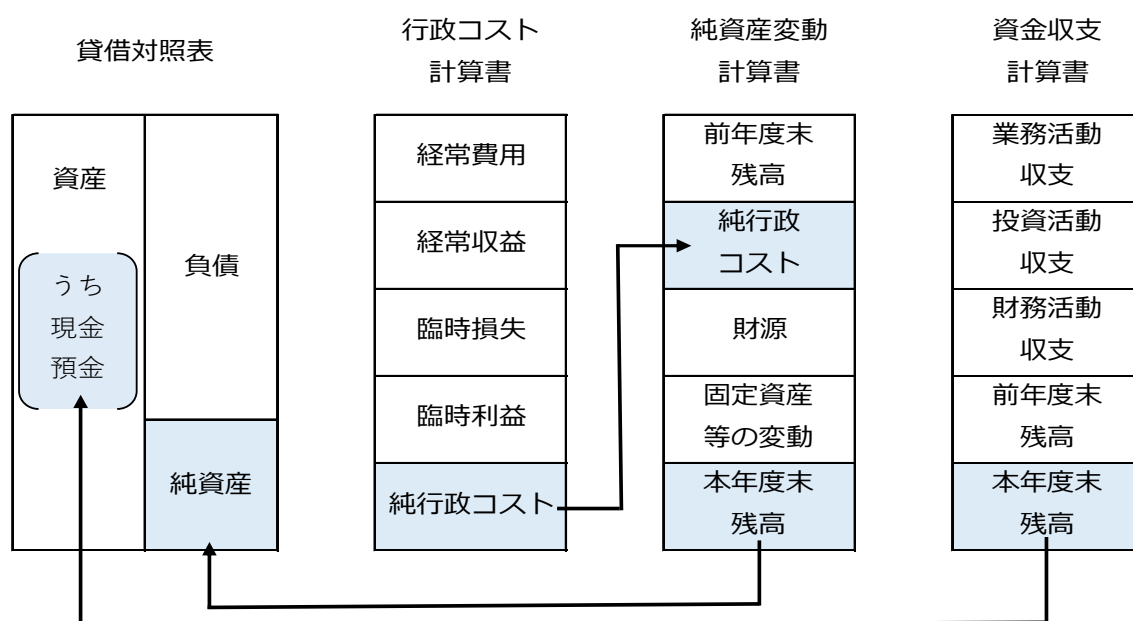 貸借対照表
行政コスト
計算書
純資産変動
計算書
資金収支
計算書
資産
うち
現金
預金
負債
純資産
経常費用
経常収益
臨時損失
臨時利益
純行政コスト
前年度末
残高
純行政
コスト
財源
固定資産
等の変動
本年度末
残高
業務活動
収支
投資活動
収支
財務活動
収支
前年度末
残高
本年度末
残高